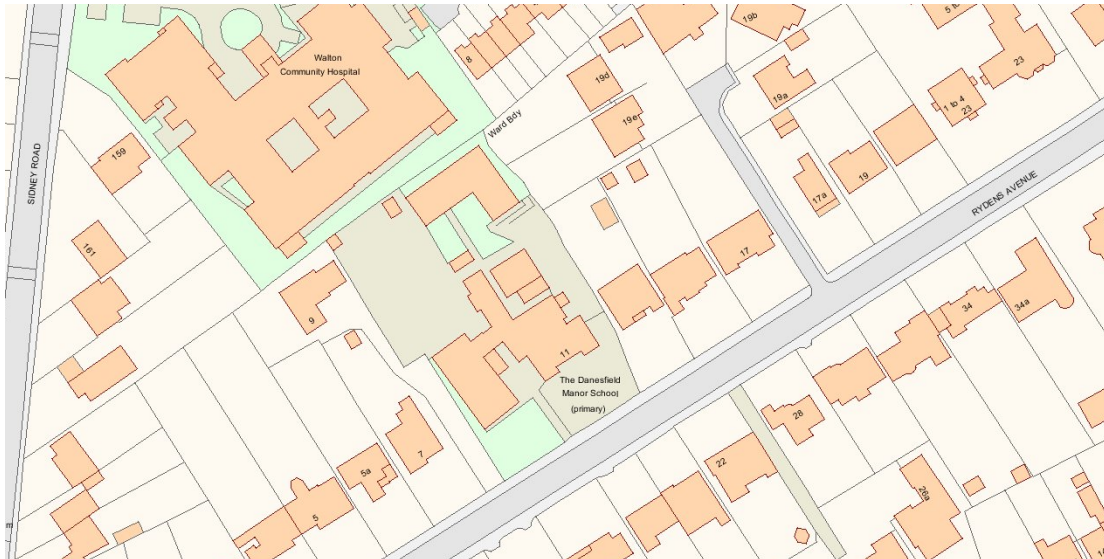 19b
5 to
Walton
Community Hospital
8
19d
19a
23
1 to 4
23
19e
Ward Bdy
159
SIDNEY ROAD
17a
19
RYDENS AVENUE
161
17
9
34
34a
11
The Danesfield
Manor School
(primary)
28
7
5a
22
26a
5